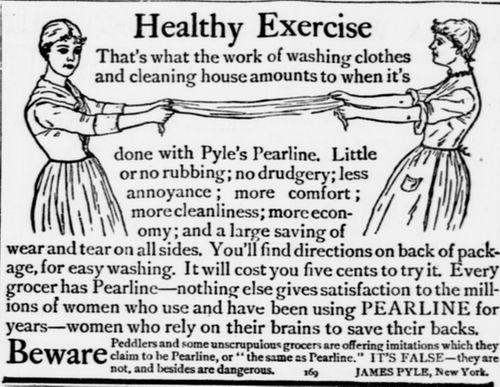 Healthy Exercise
That's what the work of washing clothes
and cleaning house amounts to when it's
done with Pyle's Pearline. Little
or no rubbing; no drudgery; less
annoyance; more comfort;
more cleanliness; more econ-
omy; and a large saving of
wear and tear on all sides. You'll find directions on back of pack-
age, for easy washing. It will cost you five cents to try it. Every
grocer has Pearline—nothing else gives satisfaction to the mill-
ions of women who use and have been using PEARLINE for
years—women who rely on their brains to save their backs.
Beware Peddlers and some unscrupulous grocers are offering imitations which they
claim to be Pearline, or "the same as Pearline." IT'S FALSE—they are
not, and besides are dangerous. 169 JAMES PYLE, New York.